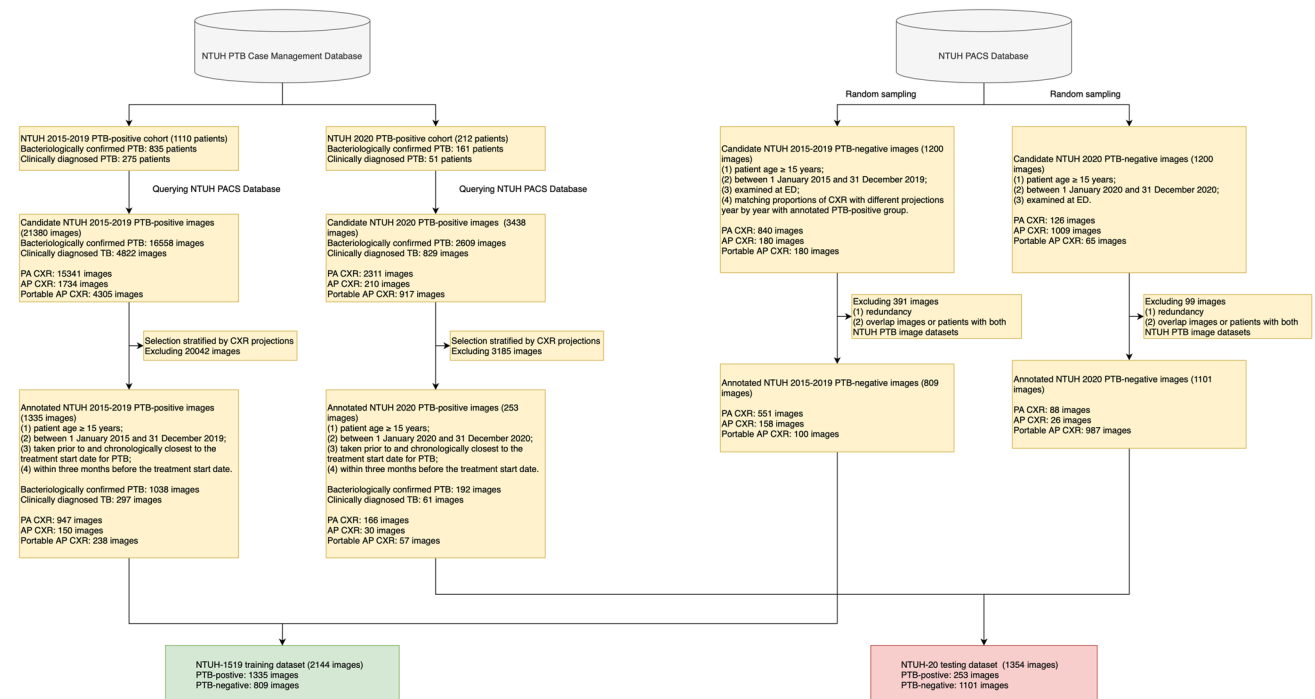 NTUH PTB Case Management Database
NTUH PACS Database
Random sampling
Random sampling
NTUH 2015-2019 PTB-positive cohort (1110 patients)
Bacteriologically confirmed PTB: 835 patients
Clinically diagnosed PTB: 275 patients
NTUH 2020 PTB-positive cohort (212 patients)
Bacteriologically confirmed PTB: 161 patients
Clinically diagnosed PTB: 51 patients
Candidate NTUH 2015-2019 PTB-negative images (1200
images)
(1) patient age ≥ 15 years;
(2) between 1 January 2015 and 31 December 2019;
(3) examined at ED;
(4) matching proportions of CXR with different projections
year by year with annotated PTB-positive group.
PA CXR: 840 images
AP CXR: 180 images
Portable AP CXR: 180 images
Candidate NTUH 2020 PTB-negative images (1200
images)
(1) patient age ≥ 15 years;
(2) between 1 January 2020 and 31 December 2020;
(3) examined at ED.
PA CXR: 126 images
AP CXR: 1009 images
Portable AP CXR: 65 images
Querying NTUH PACS Database
Querying NTUH PACS Database
Candidate NTUH 2015-2019 PTB-positive images
(21380 images)
Bacteriologically confirmed PTB: 16558 images
Clinically diagnosed TB: 4822 images
PA CXR: 15341 images
AP CXR: 1734 images
Portable AP CXR: 4305 images
Candidate NTUH 2020 PTB-positive images (3438
images)
Bacteriologically confirmed PTB: 2609 images
Clinically diagnosed TB: 829 images
PA CXR: 2311 images
AP CXR: 210 images
Portable AP CXR: 917 images
Excluding 391 images
(1) redundancy
(2) overlap images or patients with both
NTUH PTB image datasets
Excluding 99 images
(1) redundancy
(2) overlap images or patients with both
NTUH PTB image datasets
Selection stratified by CXR projections
Excluding 20042 images
Selection stratified by CXR projections
Excluding 3185 images
Annotated NTUH 2015-2019 PTB-positive images
(1335 images)
(1) patient age ≥ 15 years;
(2) between 1 January 2015 and 31 December 2019;
(3) taken prior to and chronologically closest to the
treatment start date for PTB;
(4) within three months before the treatment start date.
Bacteriologically confirmed PTB: 1038 images
Clinically diagnosed TB: 297 images
PA CXR: 947 images
AP CXR: 150 images
Portable AP CXR: 238 images
Annotated NTUH 2020 PTB-positive images (253
images)
(1) patient age ≥ 15 years;
(2) between 1 January 2020 and 31 December 2020;
(3) taken prior to and chronologically closest to the
treatment start date for PTB;
(4) within three months before the treatment start date.
Bacteriologically confirmed PTB: 192 images
Clinically diagnosed TB: 61 images
PA CXR: 166 images
AP CXR: 30 images
Portable AP CXR: 57 images
Annotated NTUH 2015-2019 PTB-negative images (809
images)
PA CXR: 551 images
AP CXR: 158 images
Portable AP CXR: 100 images
Annotated NTUH 2020 PTB-negative images (1101
images)
PA CXR: 88 images
AP CXR: 26 images
Portable AP CXR: 987 images
NTUH-1519 training dataset (2144 images)
PTB-postive: 1335 images
PTB-negative: 809 images
NTUH-20 testing dataset (1354 images)
PTB-postive: 253 images
PTB-negative: 1101 images